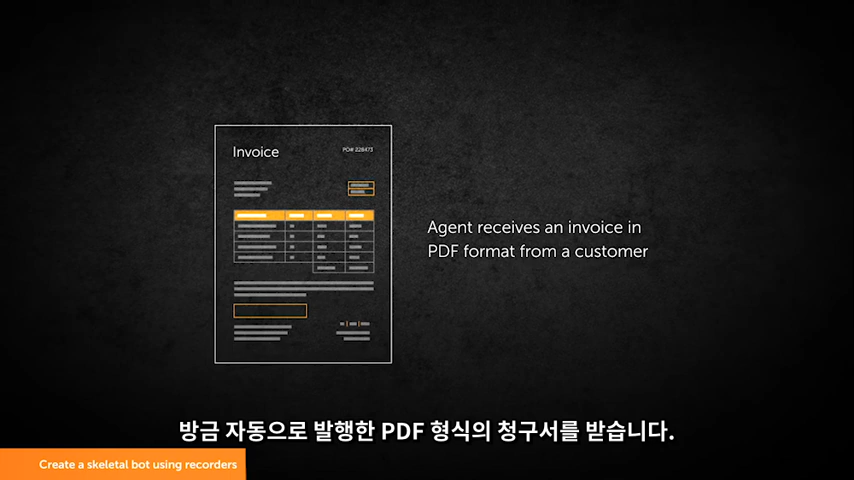 Invoice
PO# 228473
Agent receives an invoice in
PDF format from a customer
방금 자동으로 발행한 PDF 형식의 청구서를 받습니다.
Create a skeletal bot using recorders